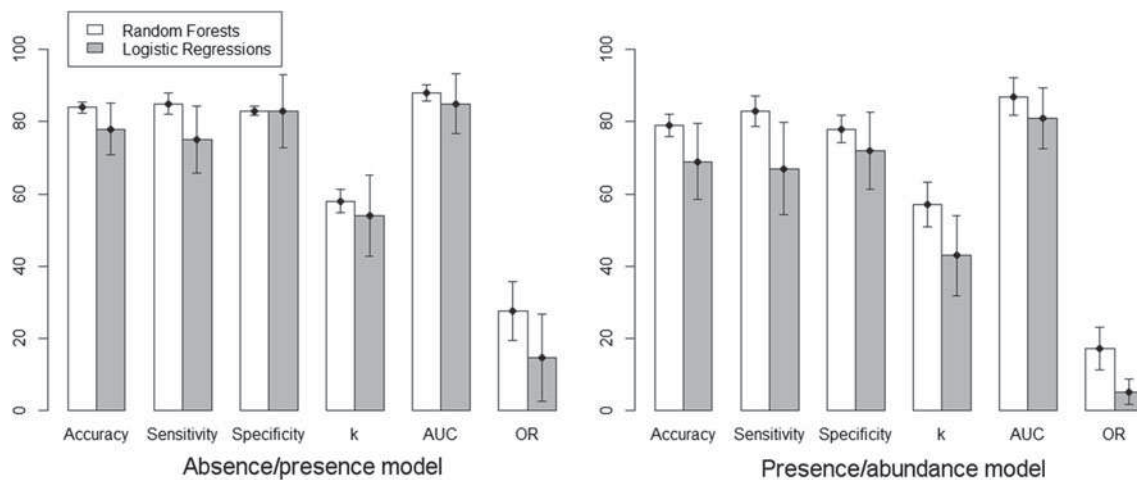 Random Forests
Logistic Regressions
100
80
60
40
20
0
Accuracy Sensitivity Specificity k AUC OR
Absence/presence model
100
80
60
40
20
0
Accuracy Sensitivity Specificity k AUC OR
Presence/abundance model